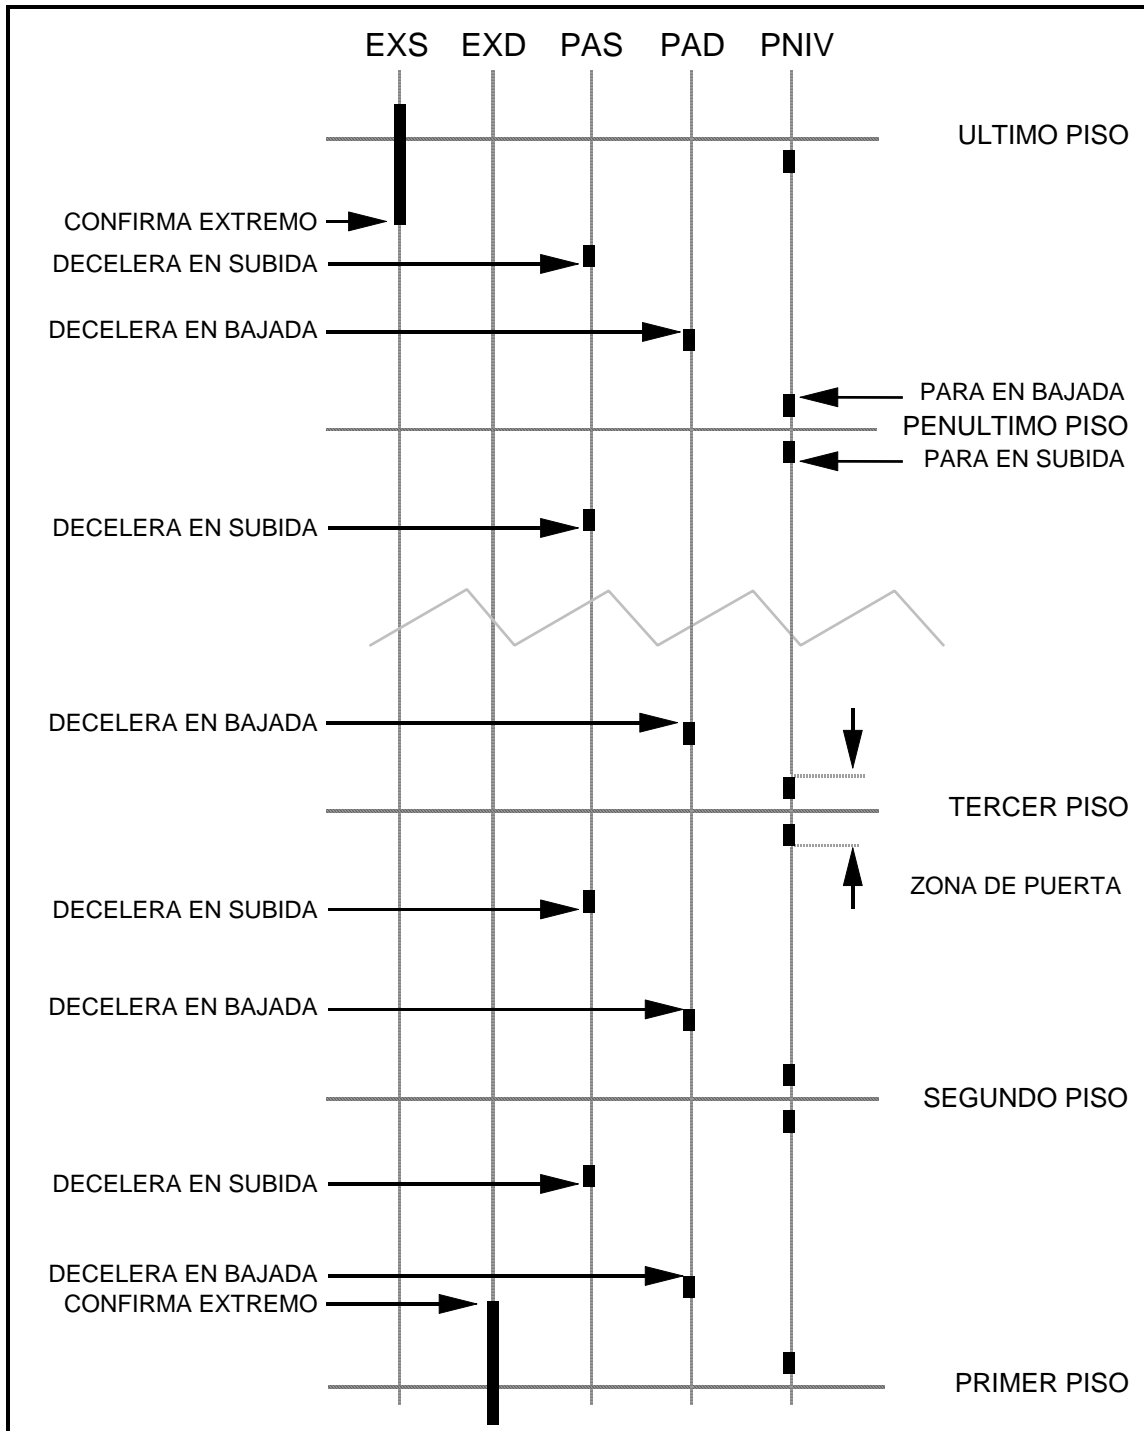 EXS EXD PAS PAD PNIV
ULTIMO PISO
CONFIRMA EXTREMO
DECELERA EN SUBIDA
DECELERA EN BAJADA
PARA EN BAJADA
PENULTIMO PISO
PARA EN SUBIDA
DECELERA EN SUBIDA
DECELERA EN BAJADA
TERCER PISO
ZONA DE PUERTA
DECELERA EN SUBIDA
DECELERA EN BAJADA
SEGUNDO PISO
DECELERA EN SUBIDA
DECELERA EN BAJADA
CONFIRMA EXTREMO
PRIMER PISO